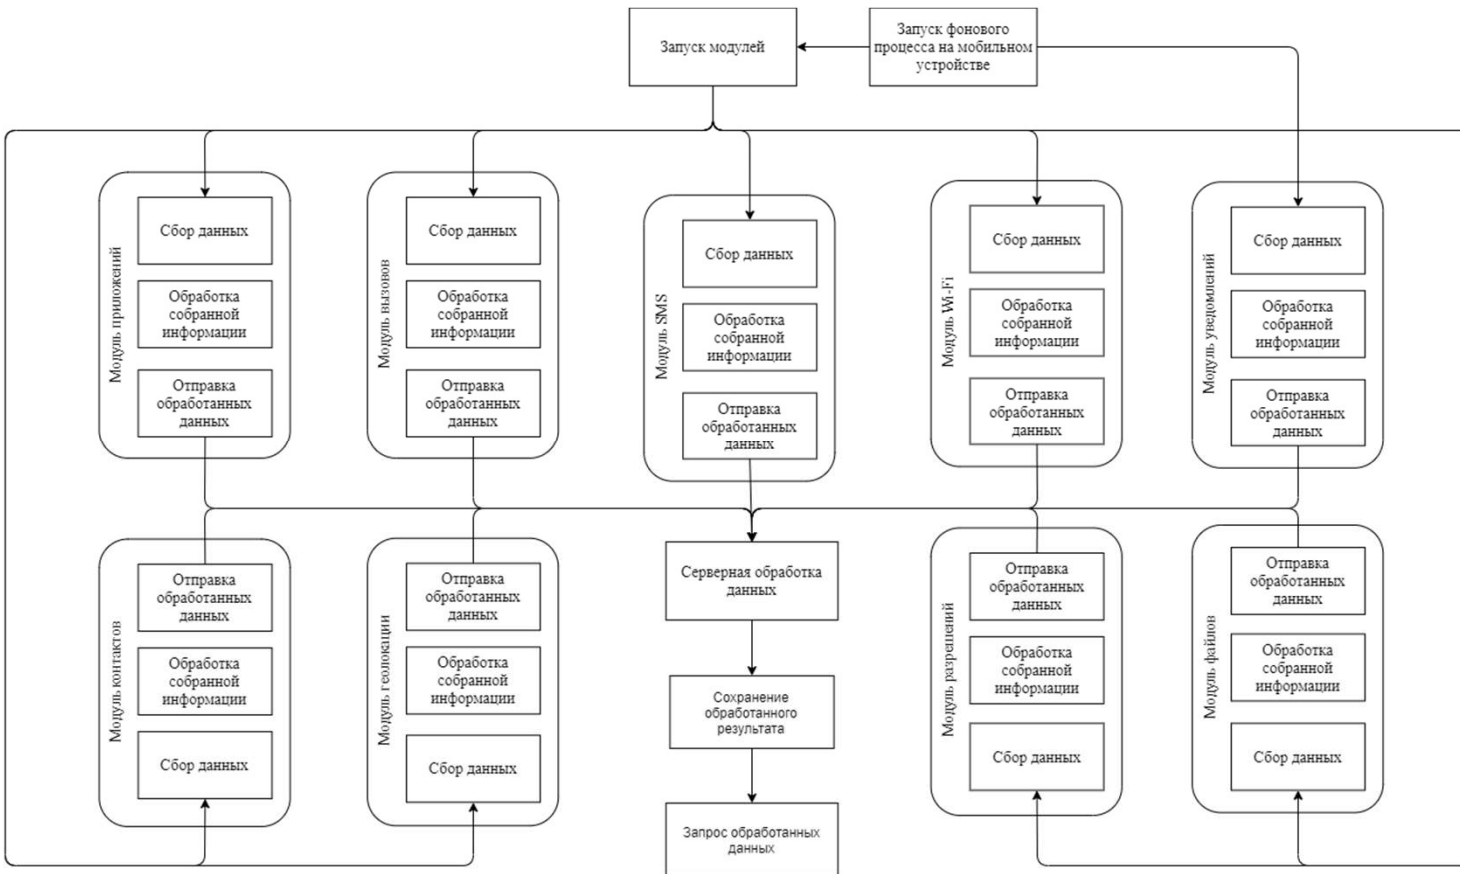 Запуск модулей
Запуск фонового
процесса на мобильном
устройстве
Модуль приложений
Сбор данных
Обработка
собранной
информации
Отправка
обработанных
данных
Модуль вызовов
Сбор данных
Обработка
собранной
информации
Отправка
обработанных
данных
Модуль SMS
Сбор данных
Обработка
собранной
информации
Отправка
обработанных
данных
Модуль Wi-Fi
Сбор данных
Обработка
собранной
информации
Отправка
обработанных
данных
Модуль уведомлений
Сбор данных
Обработка
собранной
информации
Отправка
обработанных
данных
Модуль контактов
Отправка
обработанных
данных
Обработка
собранной
информации
Сбор данных
Модуль геолокации
Отправка
обработанных
данных
Обработка
собранной
информации
Сбор данных
Серверная обработка
данных
Сохранение
обработанного
результата
Запрос обработанных
данных
Модуль разрешений
Отправка
обработанных
данных
Обработка
собранной
информации
Сбор данных
Модуль файлов
Отправка
обработанных
данных
Обработка
собранной
информации
Сбор данных